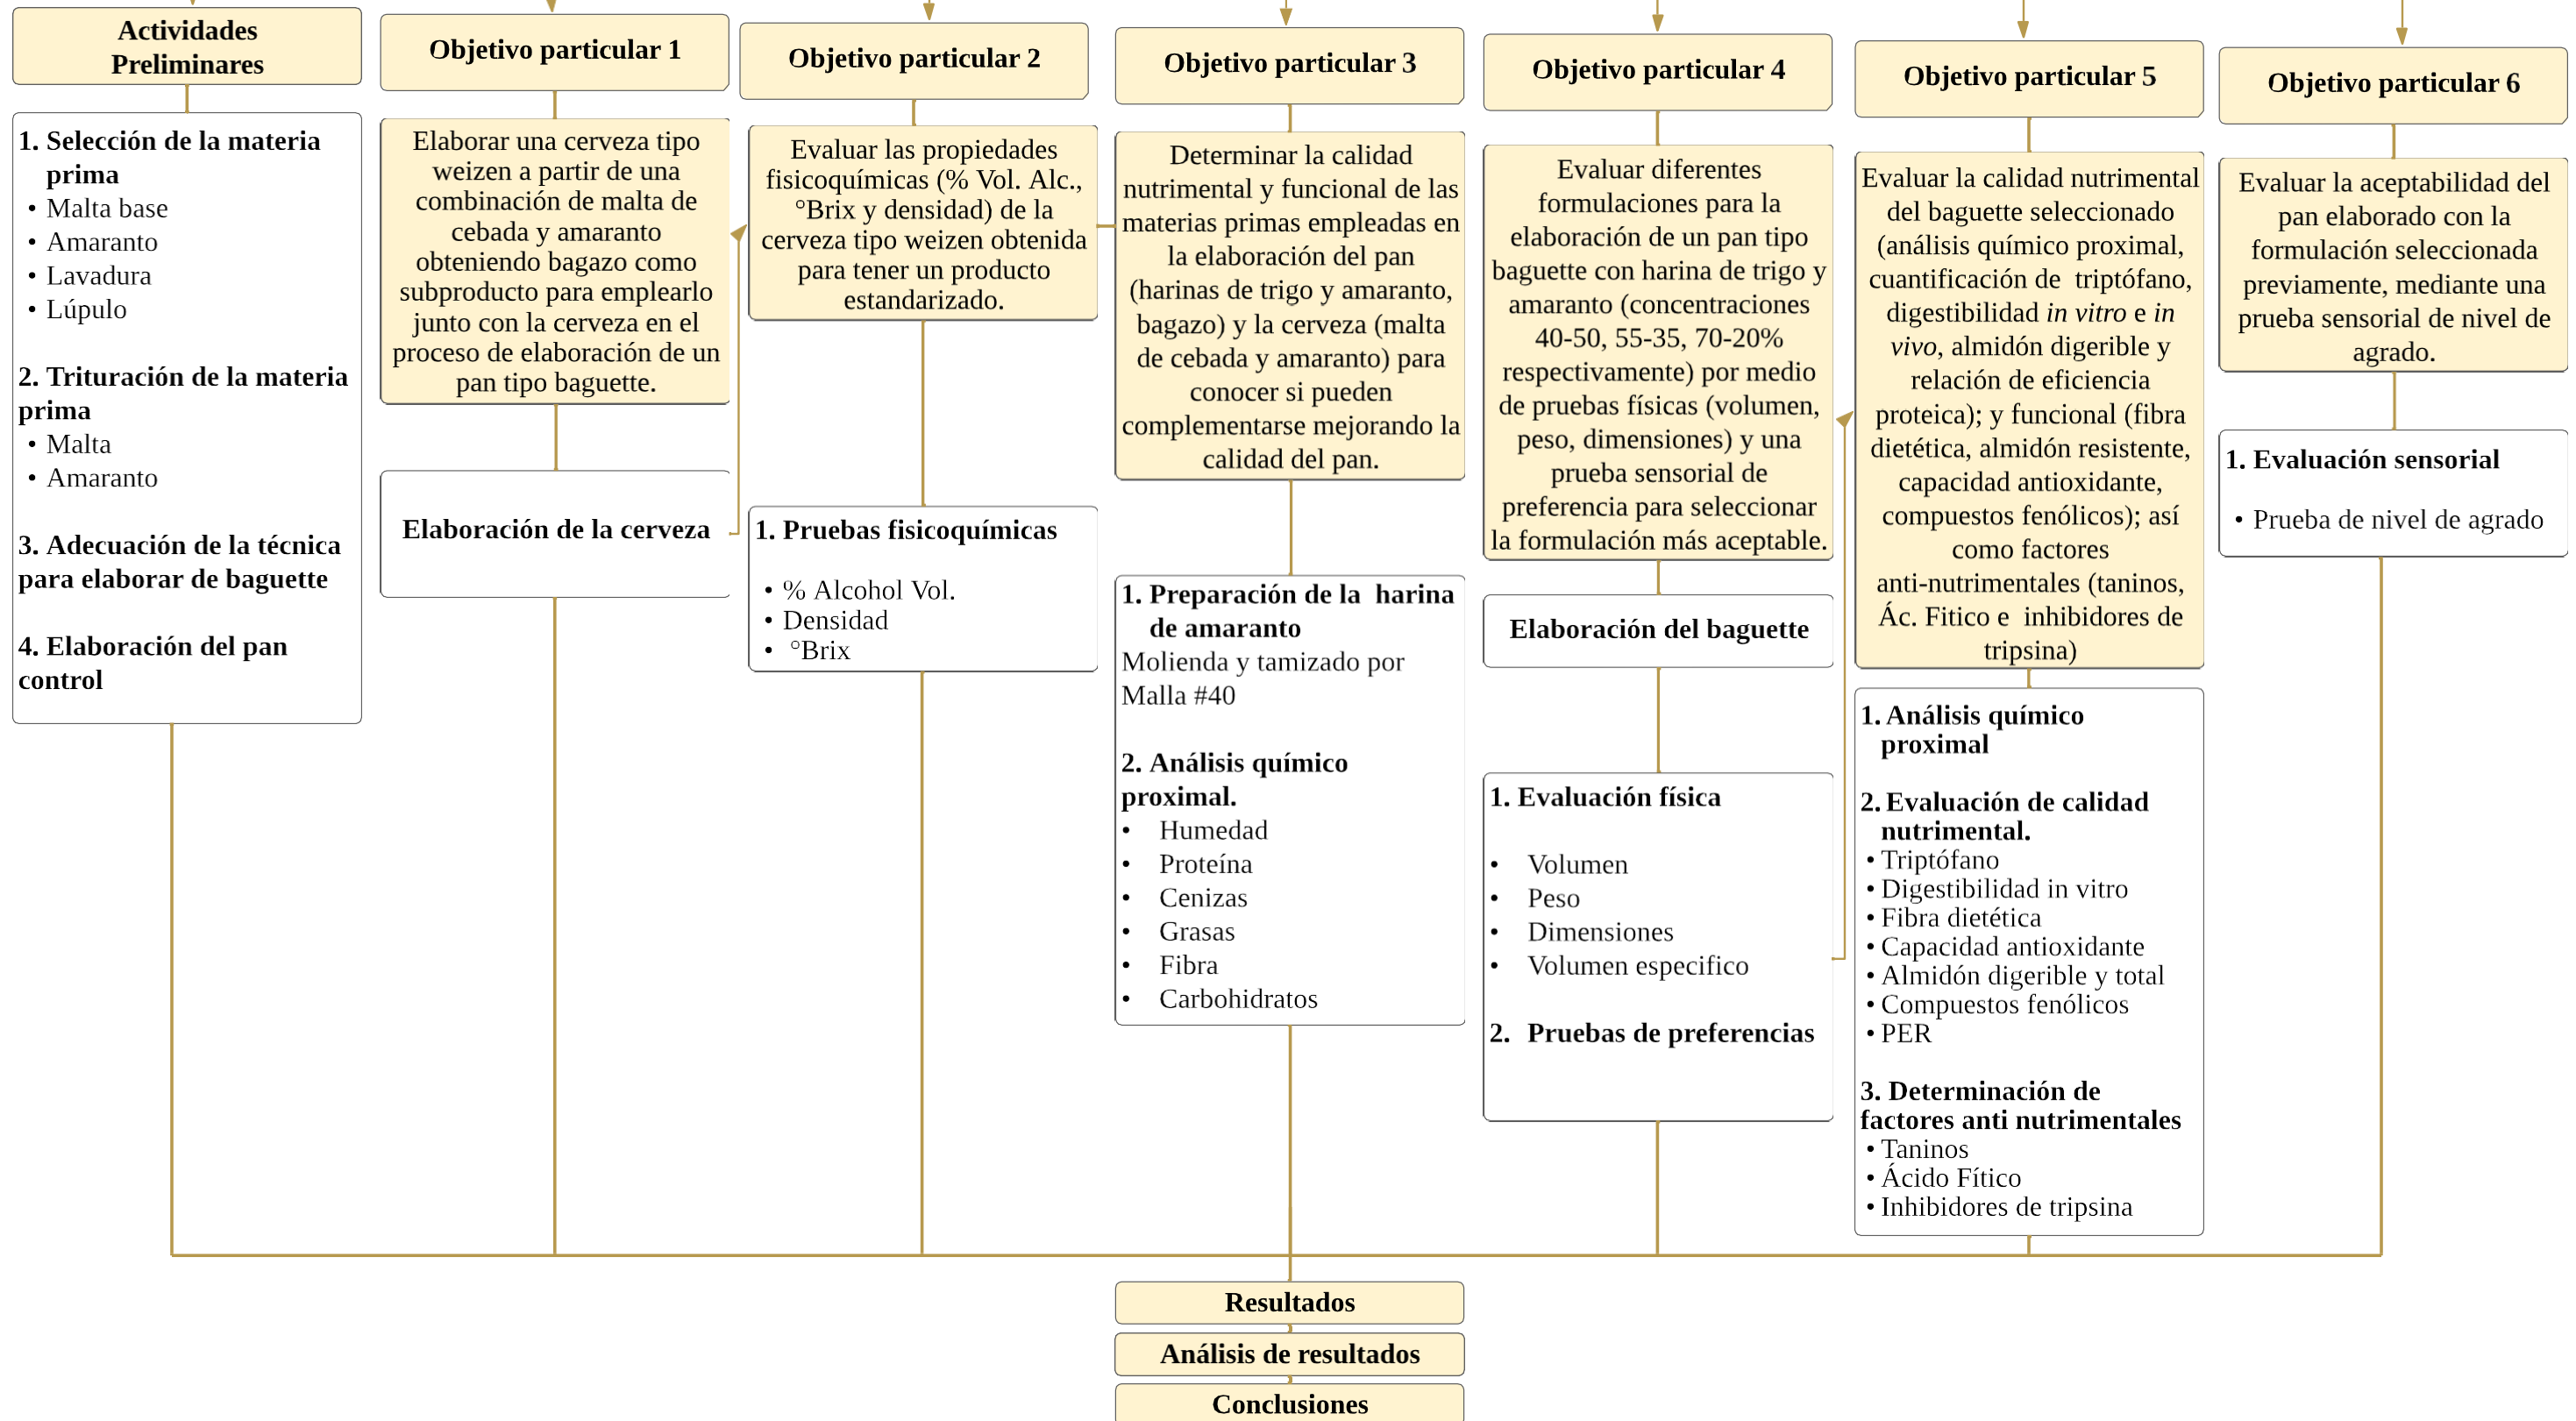 Actividades
Preliminares
1. Selección de la materia
prima
• Malta base
• Amaranto
• Lavadura
• Lúpulo
2. Trituración de la materia
prima
• Malta
• Amaranto
3. Adecuación de la técnica
para elaborar de baguette
4. Elaboración del pan
control
Objetivo particular 1
Elaborar una cerveza tipo
weizen a partir de una
combinación de malta de
cebada y amaranto
obteniendo bagazo como
subproducto para emplearlo
junto con la cerveza en el
proceso de elaboración de un
pan tipo baguette.
Elaboración de la cerveza
Objetivo particular 2
Evaluar las propiedades
fisicoquímicas (% Vol. Alc.,
°Brix y densidad) de la
cerveza tipo weizen obtenida
para tener un producto
estandarizado.
1. Pruebas fisicoquímicas
• % Alcohol Vol.
• Densidad
• °Brix
Objetivo particular 3
Determinar la calidad
nutrimental y funcional de las
materias primas empleadas en
la elaboración del pan
(harinas de trigo y amaranto,
bagazo) y la cerveza (malta
de cebada y amaranto) para
conocer si pueden
complementarse mejorando la
calidad del pan.
1. Preparación de la harina
de amaranto
Molienda y tamizado por
Malla #40
2. Análisis químico
proximal.
• Humedad
• Proteína
• Cenizas
• Grasas
• Fibra
• Carbohidratos
Objetivo particular 4
Evaluar diferentes
formulaciones para la
elaboración de un pan tipo
baguette con harina de trigo y
amaranto (concentraciones
40-50, 55-35, 70-20%
respectivamente) por medio
de pruebas físicas (volumen,
peso, dimensiones) y una
prueba sensorial de
preferencia para seleccionar
la formulación más aceptable.
Elaboración del baguette
1. Evaluación física
• Volumen
• Peso
• Dimensiones
• Volumen especifico
2. Pruebas de preferencias
Objetivo particular 5
Evaluar la calidad nutrimental
del baguette seleccionado
(análisis químico proximal,
cuantificación de triptófano,
digestibilidad in vitro e in
vivo, almidón digerible y
relación de eficiencia
proteica); y funcional (fibra
dietética, almidón resistente,
capacidad antioxidante,
compuestos fenólicos); así
como factores
anti-nutrimentales (taninos,
Ác. Fitico e inhibidores de
tripsina)
1. Análisis químico
proximal
2. Evaluación de calidad
nutrimental.
• Triptófano
• Digestibilidad in vitro
• Fibra dietética
• Capacidad antioxidante
• Almidón digerible y total
• Compuestos fenólicos
• PER
3. Determinación de
factores anti nutrimentales
• Taninos
• Ácido Fítico
• Inhibidores de tripsina
Objetivo particular 6
Evaluar la aceptabilidad del
pan elaborado con la
formulación seleccionada
previamente, mediante una
prueba sensorial de nivel de
agrado.
1. Evaluación sensorial
• Prueba de nivel de agrado
Resultados
Análisis de resultados
Conclusiones